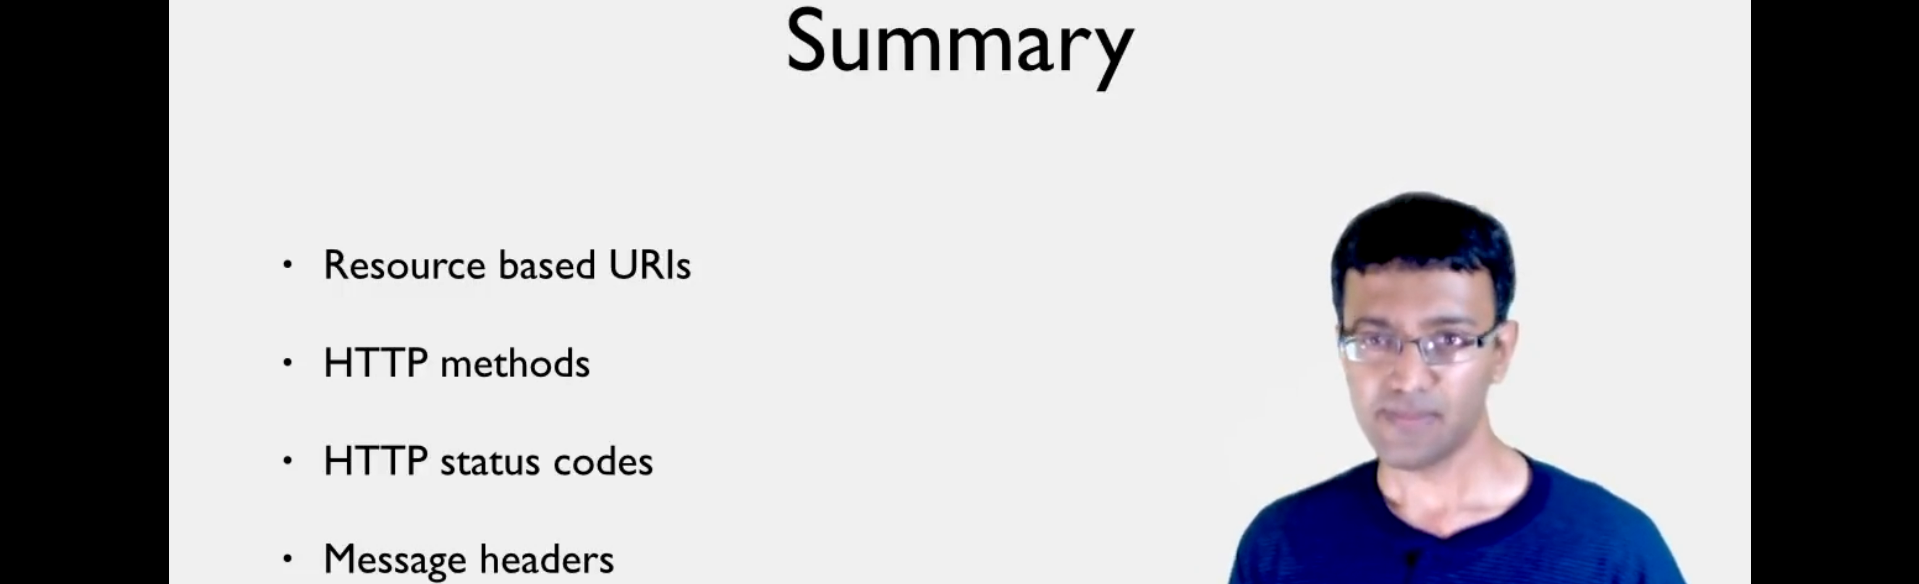 Summary
• Resource based URIs
• HTTP methods
• HTTP status codes
• Message headers